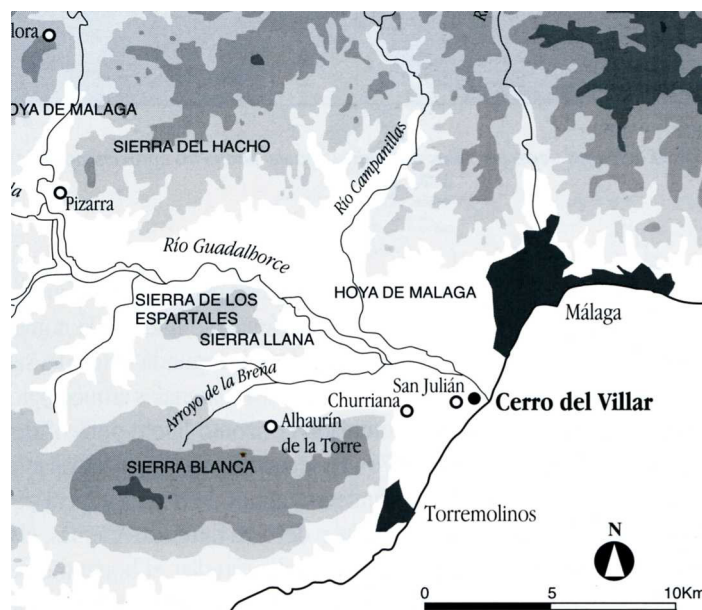 lora
OYA DE MALAGA
SIERRA DEL HACHO
Río Campanillas
Pizarra
Río Guadalhorce
SIERRA DE LOS
ESPARTALES
HOYA DE MALAGA
Málaga
SIERRA LLANA
Arroyo de la Breña
Churriana
San Julián
Cerro del Villar
Alhaurín
de la Torre
SIERRA BLANCA
Torremolinos
N
0 5 10Km